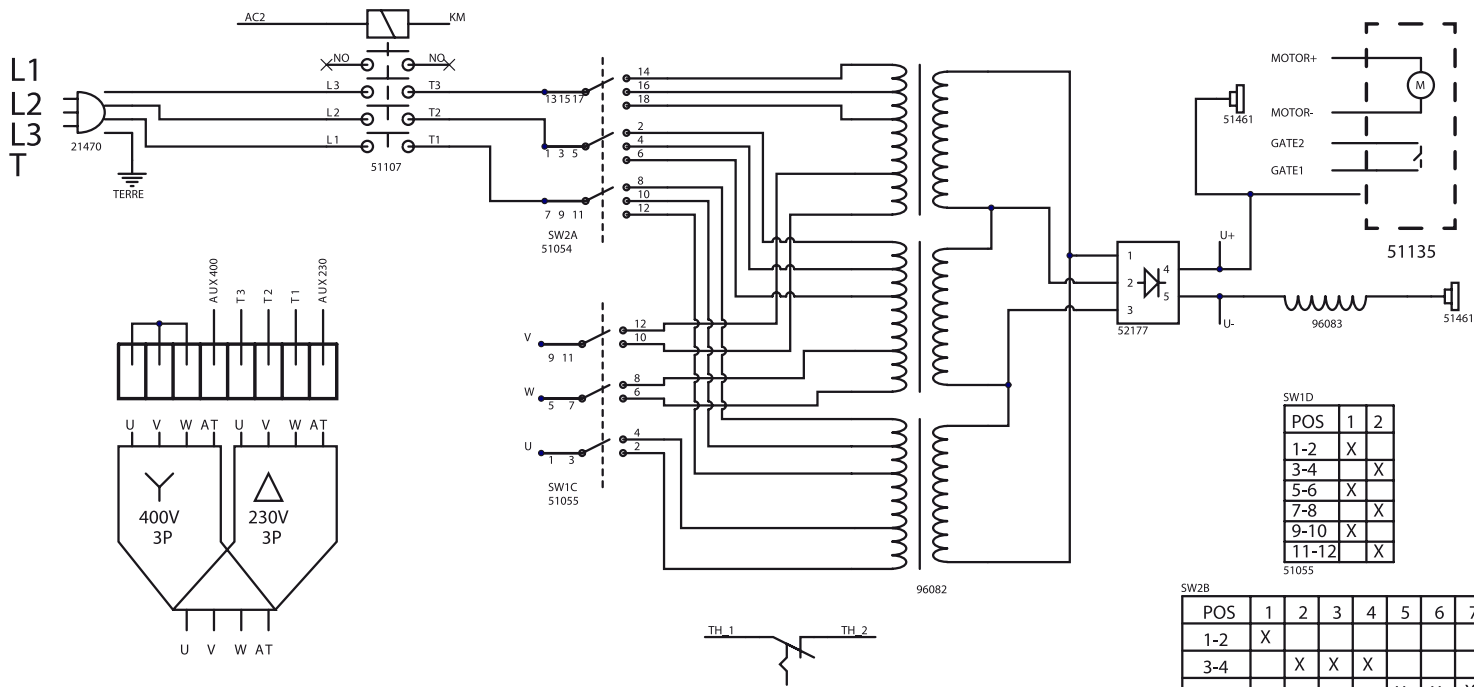 AC2 KM
NO NO
L1
L2
L3
T
21470
TERRE
L3 T3
L2 T2
L1 T1
51107
13 15 17
14
16
18
1 3 5
2
4
6
7 9 11
8
10
12
SW2A
51054
V
9 11
12
10
W
5 7
8
6
U
1 3
4
2
SW1C
51055
96082
TH_1 TH_2
1
2
3
4
5
52177
U+
U-
96083
51461
51461
MOTOR+
M
MOTOR-
GATE2
GATE1
51135
AUX 400
T3
T2
T1
AUX 230
U V W AT U V W AT
400V
3P
230V
3P
U V W AT
SW1D
POS 1 2
1-2 X
3-4 X
5-6 X
7-8 X
9-10 X
11-12 X
51055
SW2B
POS 1 2 3 4 5 6 7
1-2 X
3-4 X X X